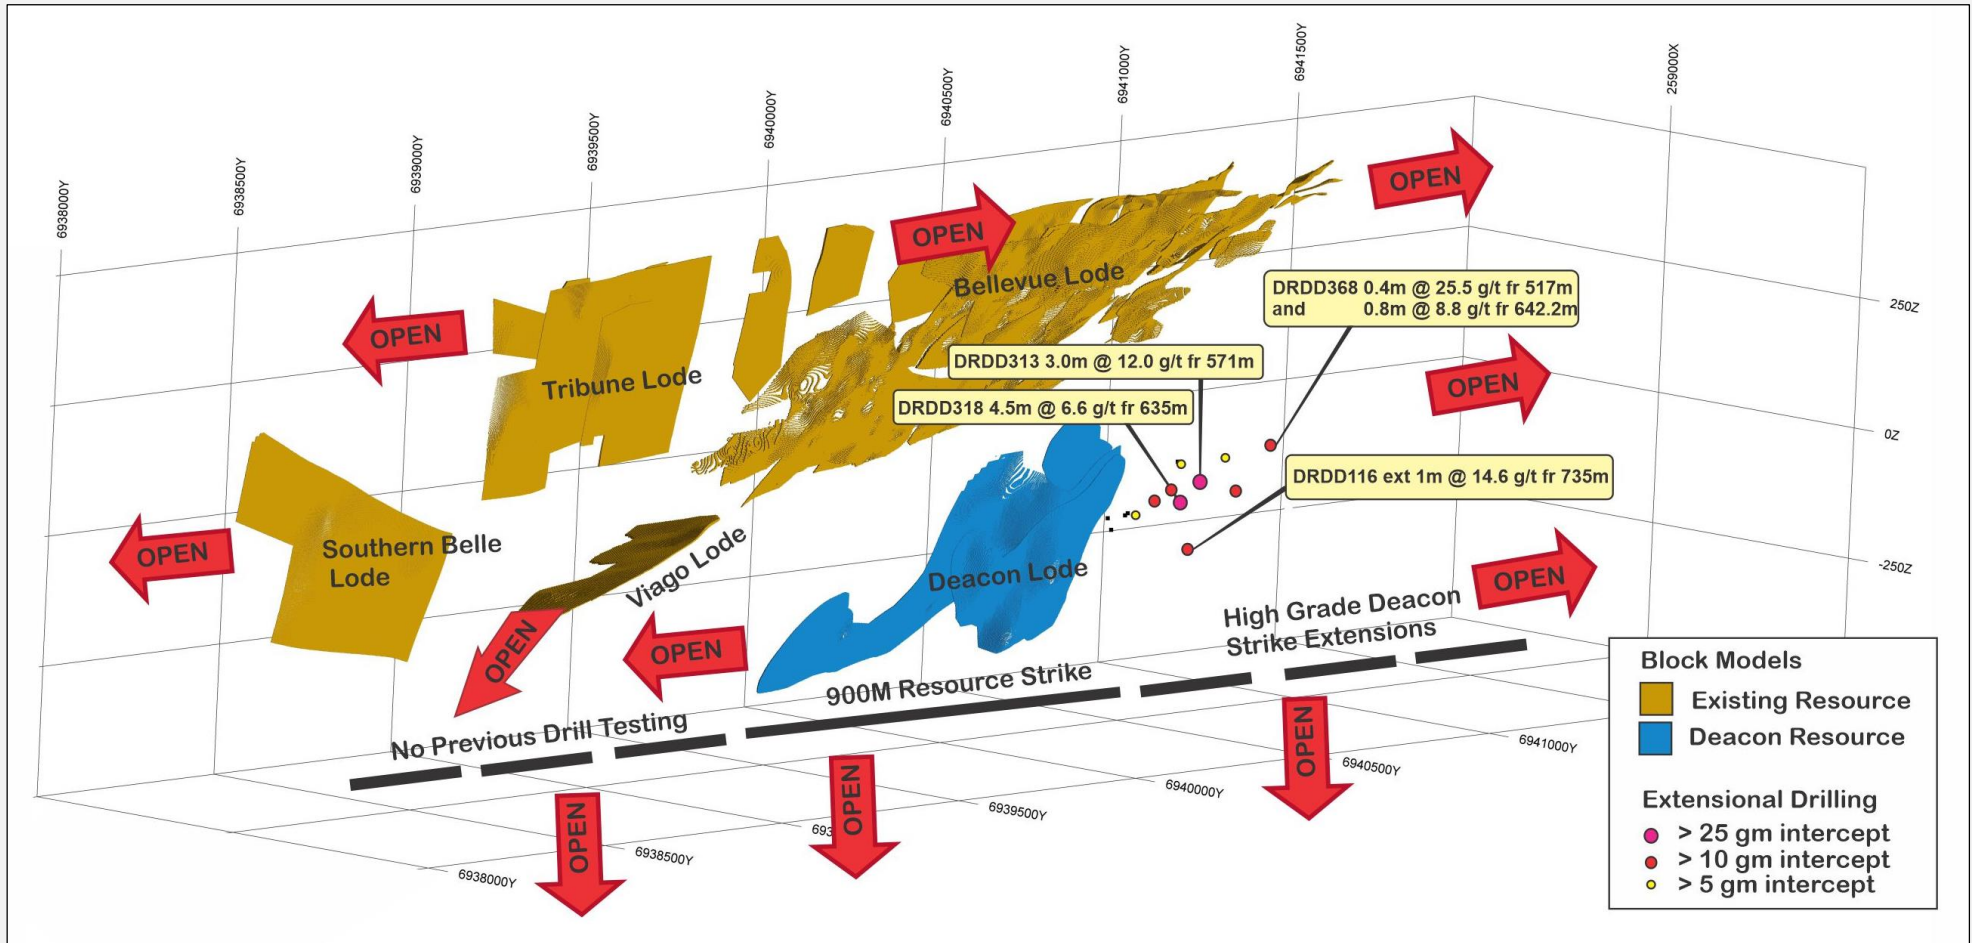 6938000Y
6938500Y
6939000Y
6939500Y
6940000Y
6940500Y
6941000Y
6941500Y
259000X
OPEN
OPEN
250Z
Bellevue Lode
DRDD368 0.4m @ 25.5 g/t fr 517m
and 0.8m @ 8.8 g/t fr 642.2m
OPEN
DRDD313 3.0m @ 12.0 g/t fr 571m
Tribune Lode
OPEN
DRDD318 4.5m @ 6.6 g/t fr 635m
0Z
DRDD116 ext 1m @ 14.6 g/t fr 735m
OPEN
Southern Belle
Lode
Viago Lode
Deacon Lode
OPEN
-250Z
High Grade Deacon
Strike Extensions
OPEN
OPEN
900M Resource Strike
No Previous Drill Testing
OPEN
OPEN
OPEN
6938000Y
6938500Y
6939500Y
6940000Y
6940500Y
6941000Y
Block Models
Existing Resource
Deacon Resource
Extensional Drilling
> 25 gm intercept
> 10 gm intercept
> 5 gm intercept